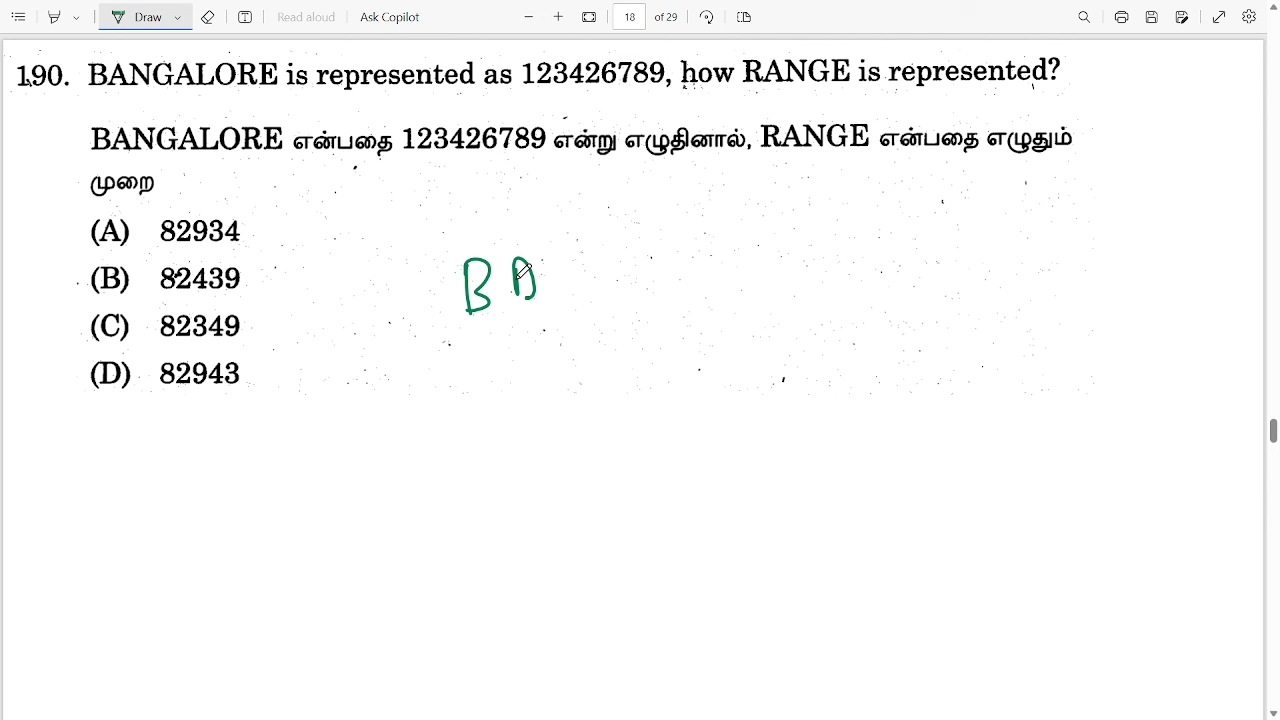 Draw Read aloud Ask Copilot 18 of 29
190. BANGALORE is represented as 123426789, how RANGE is represented?
BANGALORE என்பதை 123426789 என்று எழுதினால், RANGE என்பதை எழுதும்
முறை
(A) 82934
(B) 82439
(C) 82349
(D) 82943
B A